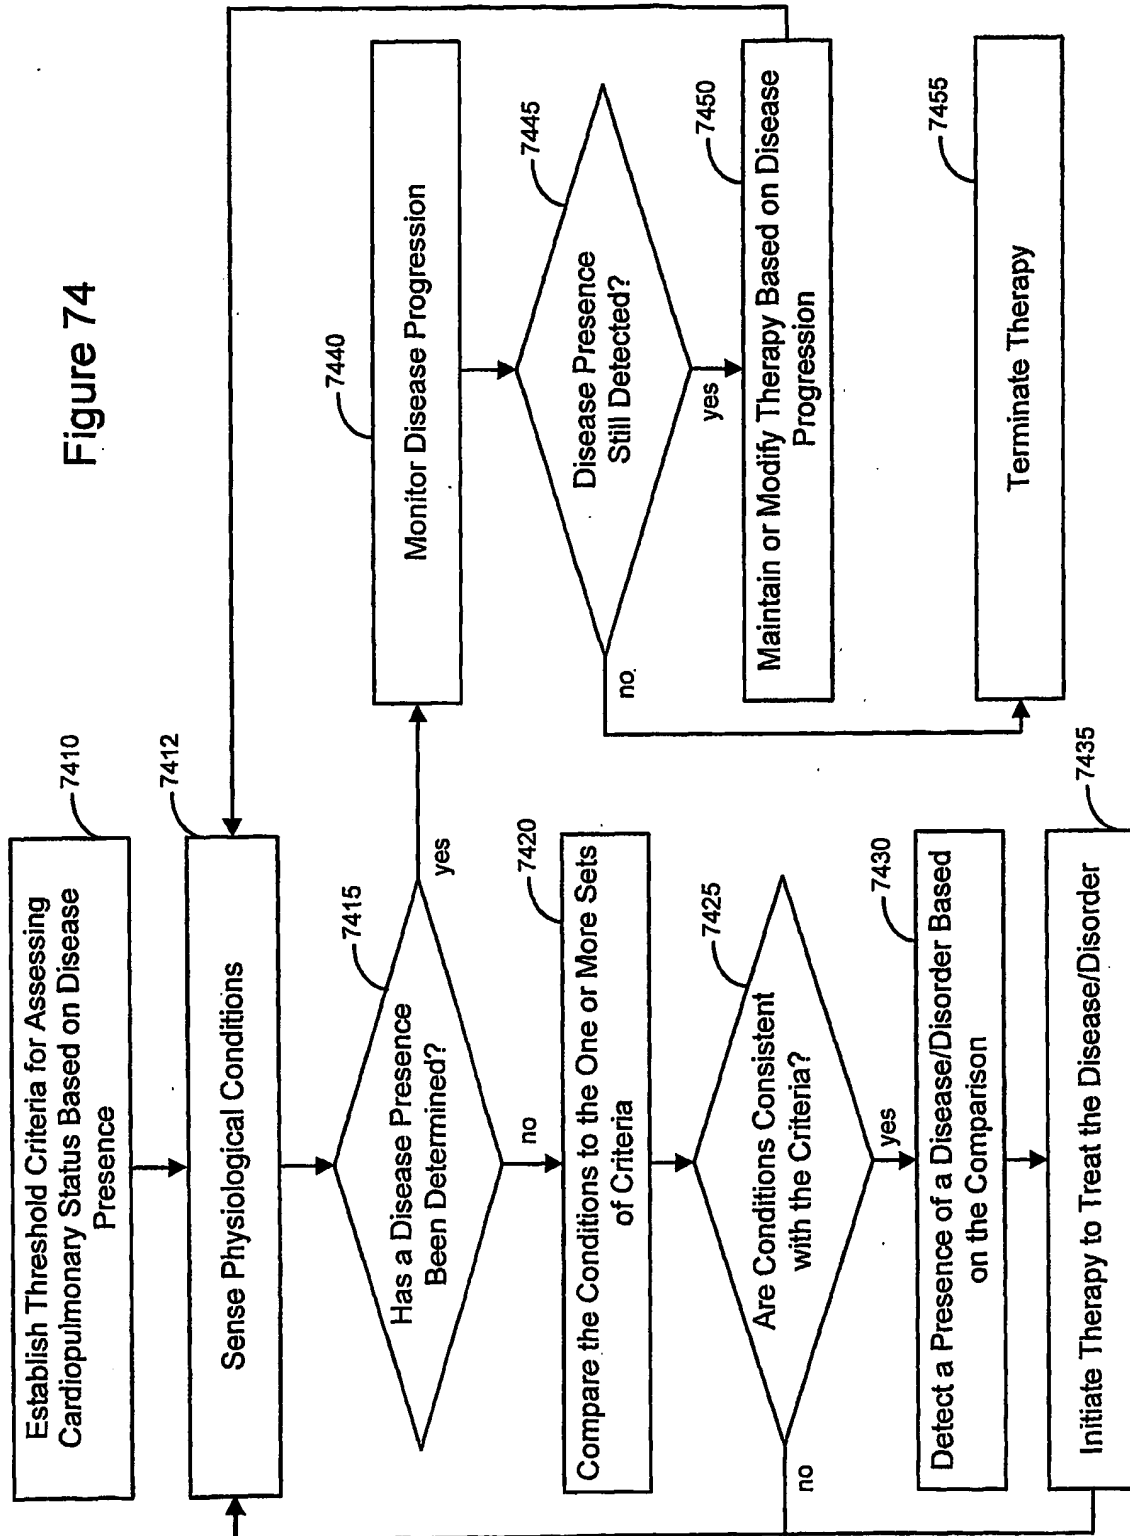 Figure 74
7410
Establish Threshold Criteria for Assessing
Cardiopulmonary Status Based on Disease
Presence
7412
Sense Physiological Conditions
7415
Has a Disease Presence
Been Determined?
yes
no
7420
Compare the Conditions to the One or More Sets
of Criteria
7425
Are Conditions Consistent
with the Criteria?
no
yes
7430
Detect a Presence of a Disease/Disorder Based
on the Comparison
7435
Initiate Therapy to Treat the Disease/Disorder
7440
Monitor Disease Progression
7445
Disease Presence
Still Detected?
no
yes
7450
Maintain or Modify Therapy Based on Disease
Progression
7455
Terminate Therapy